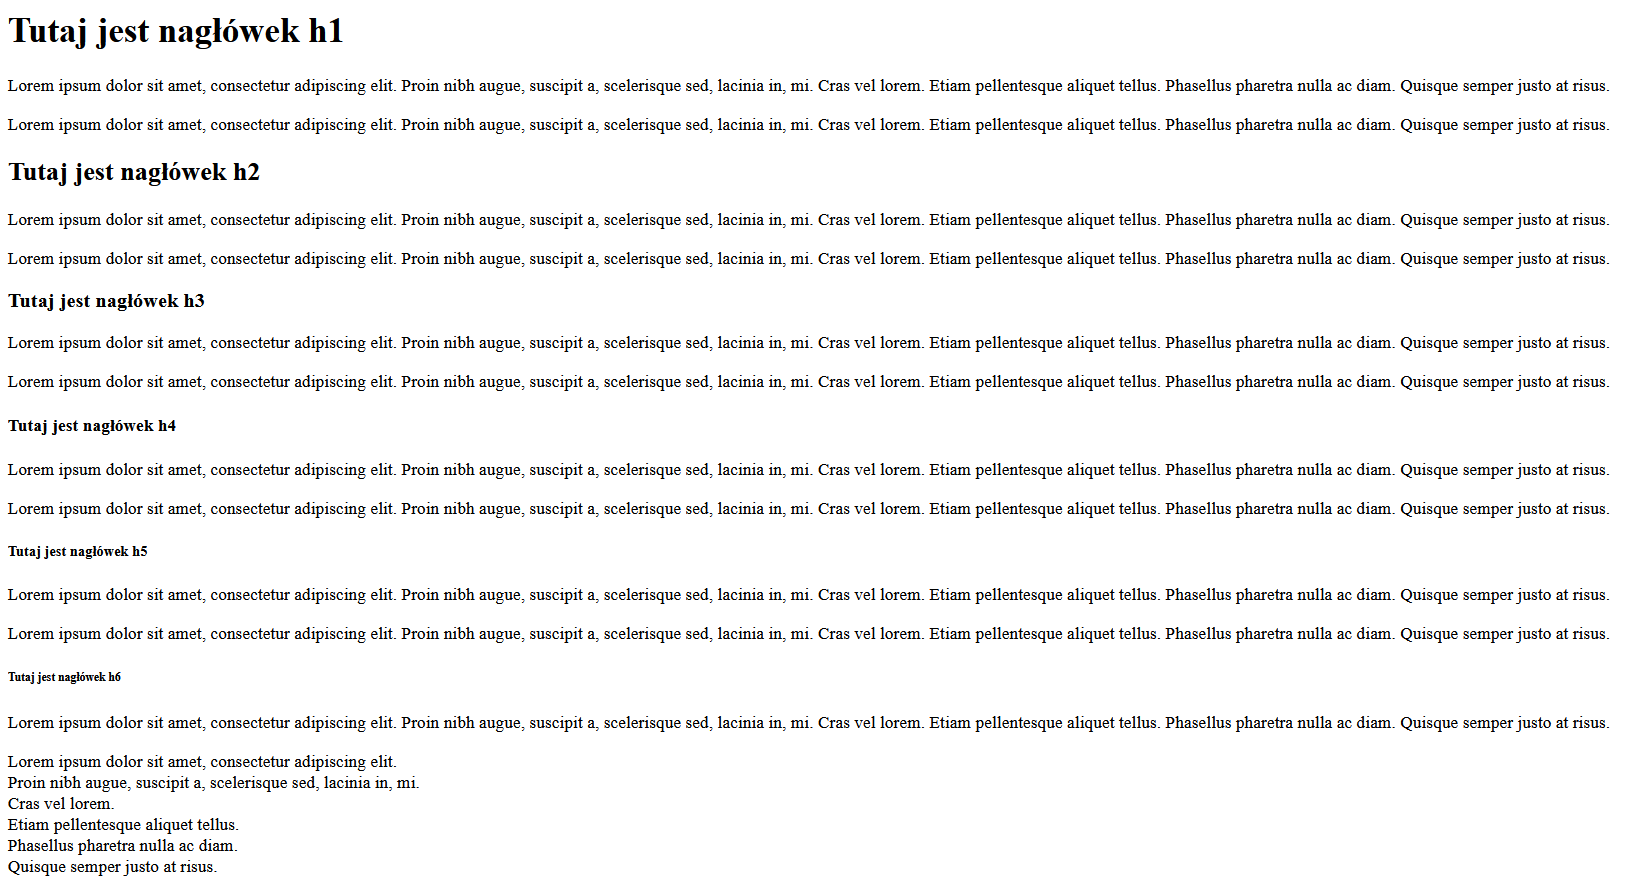 Tutaj jest nagłówek h1
Lorem ipsum dolor sit amet, consectetur adipiscing elit. Proin nibh augue, suscipit a, scelerisque sed, lacinia in, mi. Cras vel lorem. Etiam pellentesque aliquet tellus. Phasellus pharetra nulla ac diam. Quisque semper justo at risus.
Lorem ipsum dolor sit amet, consectetur adipiscing elit. Proin nibh augue, suscipit a, scelerisque sed, lacinia in, mi. Cras vel lorem. Etiam pellentesque aliquet tellus. Phasellus pharetra nulla ac diam. Quisque semper justo at risus.
Tutaj jest nagłówek h2
Lorem ipsum dolor sit amet, consectetur adipiscing elit. Proin nibh augue, suscipit a, scelerisque sed, lacinia in, mi. Cras vel lorem. Etiam pellentesque aliquet tellus. Phasellus pharetra nulla ac diam. Quisque semper justo at risus.
Lorem ipsum dolor sit amet, consectetur adipiscing elit. Proin nibh augue, suscipit a, scelerisque sed, lacinia in, mi. Cras vel lorem. Etiam pellentesque aliquet tellus. Phasellus pharetra nulla ac diam. Quisque semper justo at risus.
Tutaj jest nagłówek h3
Lorem ipsum dolor sit amet, consectetur adipiscing elit. Proin nibh augue, suscipit a, scelerisque sed, lacinia in, mi. Cras vel lorem. Etiam pellentesque aliquet tellus. Phasellus pharetra nulla ac diam. Quisque semper justo at risus.
Lorem ipsum dolor sit amet, consectetur adipiscing elit. Proin nibh augue, suscipit a, scelerisque sed, lacinia in, mi. Cras vel lorem. Etiam pellentesque aliquet tellus. Phasellus pharetra nulla ac diam. Quisque semper justo at risus.
Tutaj jest nagłówek h4
Lorem ipsum dolor sit amet, consectetur adipiscing elit. Proin nibh augue, suscipit a, scelerisque sed, lacinia in, mi. Cras vel lorem. Etiam pellentesque aliquet tellus. Phasellus pharetra nulla ac diam. Quisque semper justo at risus.
Lorem ipsum dolor sit amet, consectetur adipiscing elit. Proin nibh augue, suscipit a, scelerisque sed, lacinia in, mi. Cras vel lorem. Etiam pellentesque aliquet tellus. Phasellus pharetra nulla ac diam. Quisque semper justo at risus.
Tutaj jest nagłówek h5
Lorem ipsum dolor sit amet, consectetur adipiscing elit. Proin nibh augue, suscipit a, scelerisque sed, lacinia in, mi. Cras vel lorem. Etiam pellentesque aliquet tellus. Phasellus pharetra nulla ac diam. Quisque semper justo at risus.
Lorem ipsum dolor sit amet, consectetur adipiscing elit. Proin nibh augue, suscipit a, scelerisque sed, lacinia in, mi. Cras vel lorem. Etiam pellentesque aliquet tellus. Phasellus pharetra nulla ac diam. Quisque semper justo at risus.
Tutaj jest nagłówek h6
Lorem ipsum dolor sit amet, consectetur adipiscing elit. Proin nibh augue, suscipit a, scelerisque sed, lacinia in, mi. Cras vel lorem. Etiam pellentesque aliquet tellus. Phasellus pharetra nulla ac diam. Quisque semper justo at risus.
Lorem ipsum dolor sit amet, consectetur adipiscing elit.
Proin nibh augue, suscipit a, scelerisque sed, lacinia in, mi.
Cras vel lorem.
Etiam pellentesque aliquet tellus.
Phasellus pharetra nulla ac diam.
Quisque semper justo at risus.